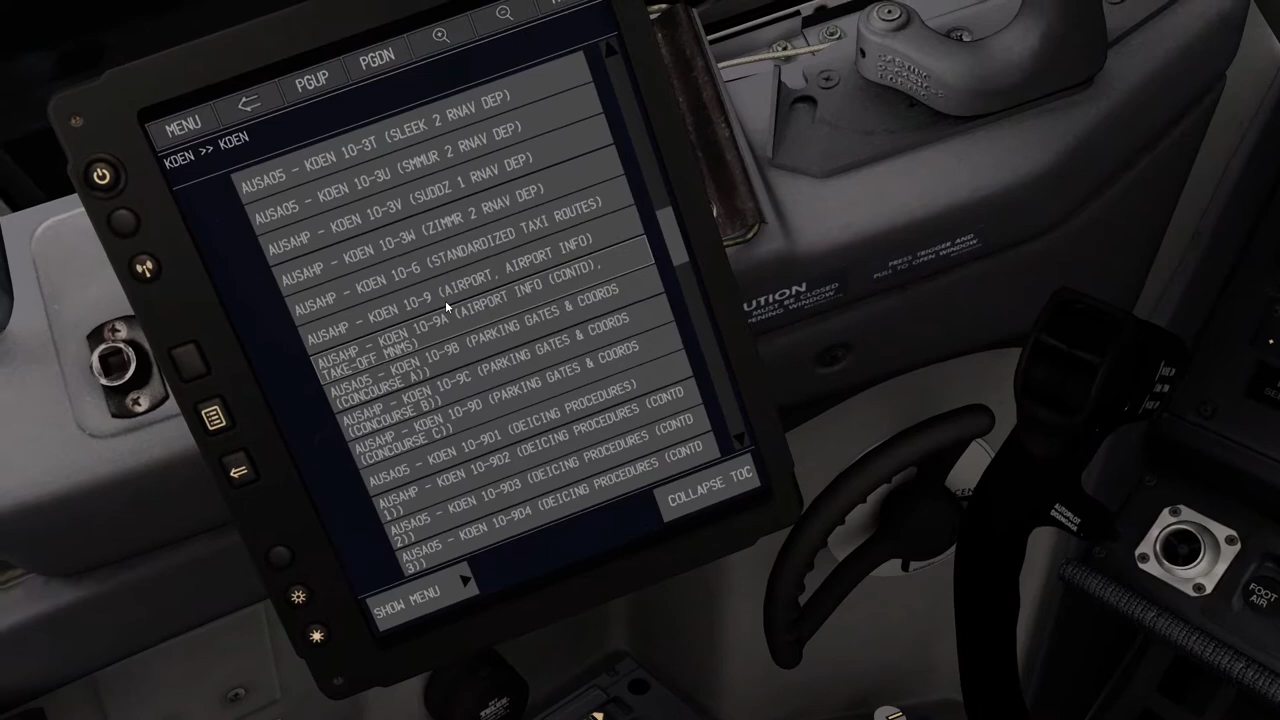 MENU
PGUP
PGDN
KDEN >> KDEN
AUSA05 - KDEN 10-3T (SLEEK 2 RNAV DEP)
AUSA05 - KDEN 10-3U (SMMUR 2 RNAV DEP)
AUSAHP - KDEN 10-3V (SUDDZ 1 RNAV DEP)
AUSAHP - KDEN 10-3W (ZIMMR 2 RNAV DEP)
AUSAHP - KDEN 10-6 (STANDARDIZED TAXI ROUTES)
AUSAHP - KDEN 10-9 (AIRPORT, AIRPORT INFO)
AUSAHP - KDEN 10-9A (AIRPORT INFO (CONTD),
TAKE-OFF MNMS)
AUSA05 - KDEN 10-9B (PARKING GATES & COORDS
(CONCOURSE A))
AUSAHP - KDEN 10-9C (PARKING GATES & COORDS
(CONCOURSE B))
AUSAHP - KDEN 10-9D (PARKING GATES & COORDS
(CONCOURSE C))
AUSA05 - KDEN 10-9D1 (DEICING PROCEDURES)
AUSAHP - KDEN 10-9D2 (DEICING PROCEDURES (CONTD
1))
AUSA05 - KDEN 10-9D3 (DEICING PROCEDURES (CONTD
2))
AUSA05 - KDEN 10-9D4 (DEICING PROCEDURES (CONTD
3))
COLLAPSE TOC
SHOW MENU
PRESS TRIGGER AND
PULL TO OPEN WINDOW
UTION
MUST BE CLOSED
WINDOW
AUTOPILOT
DISENGAGE
FOOT
AIR